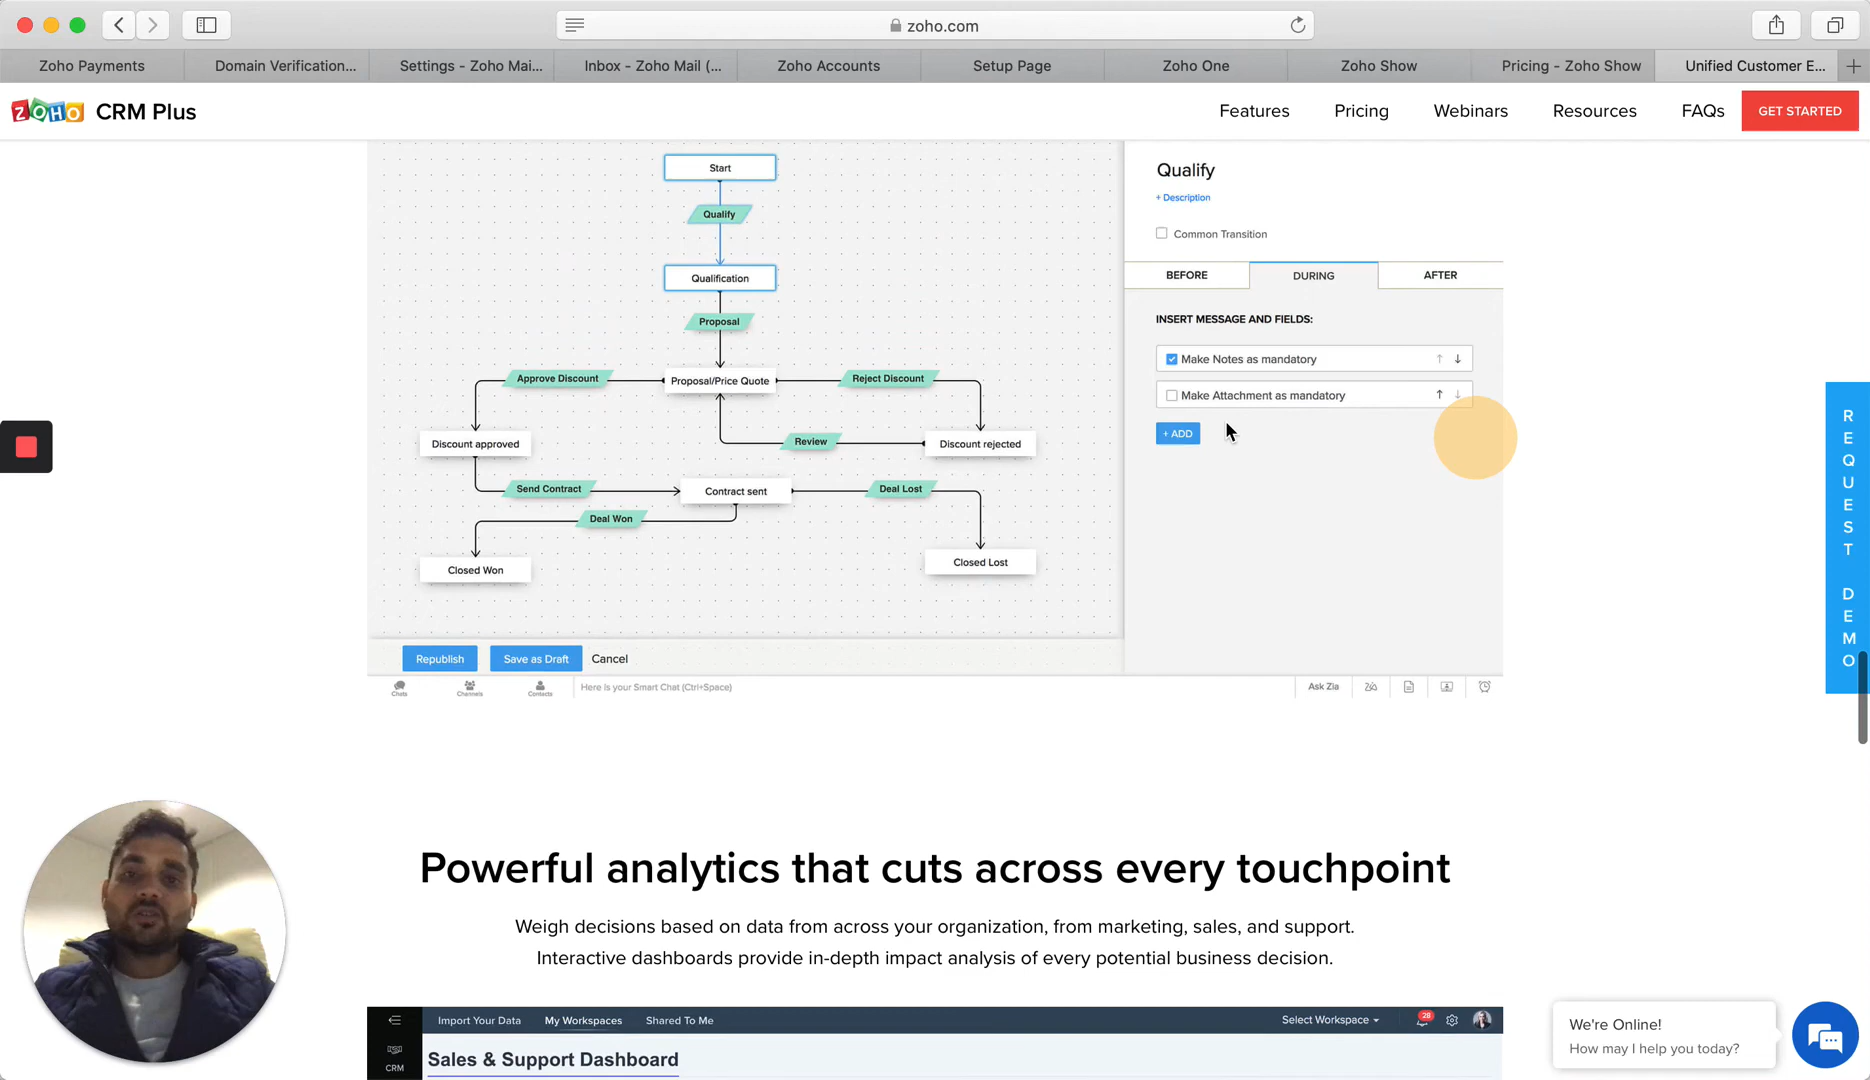 zoho.com
Zoho Payments
Domain Verification...
Settings - Zoho Mai...
Inbox - Zoho Mail (...
Zoho Accounts
Setup Page
Zoho One
Zoho Show
Pricing - Zoho Show
Unified Customer E...
ZOHO CRM Plus
Features
Pricing
Webinars
Resources
FAQs
GET STARTED
Start
Qualify
Qualification
Proposal
Approve Discount
Proposal/Price Quote
Reject Discount
Discount approved
Review
Discount rejected
Send Contract
Contract sent
Deal Lost
Deal Won
Closed Won
Closed Lost
Republish
Save as Draft
Cancel
Chats
Channels
Contacts
Here is your Smart Chat (Ctrl+Space)
Ask Zia
Qualify
+ Description
Common Transition
BEFORE
DURING
AFTER
INSERT MESSAGE AND FIELDS:
Make Notes as mandatory
Make Attachment as mandatory
+ ADD
REQUEST DEMO
Powerful analytics that cuts across every touchpoint
Weigh decisions based on data from across your organization, from marketing, sales, and support.
Interactive dashboards provide in-depth impact analysis of every potential business decision.
Import Your Data
My Workspaces
Shared To Me
Select Workspace
28
CRM
Sales & Support Dashboard
We're Online!
How may I help you today?